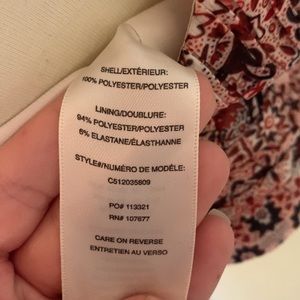 SHELL/EXTÉRIEUR:
100% POLYESTER/POLYESTER
LINING/DOUBLURE:
94% POLYESTER/POLYESTER
6% ELASTANE/ÉLASTHANNE
STYLE#/NUMÉRO DE MODÈLE:
C512035809
PO# 113321
RN# 107677
CARE ON REVERSE
ENTRETIEN AU VERSO